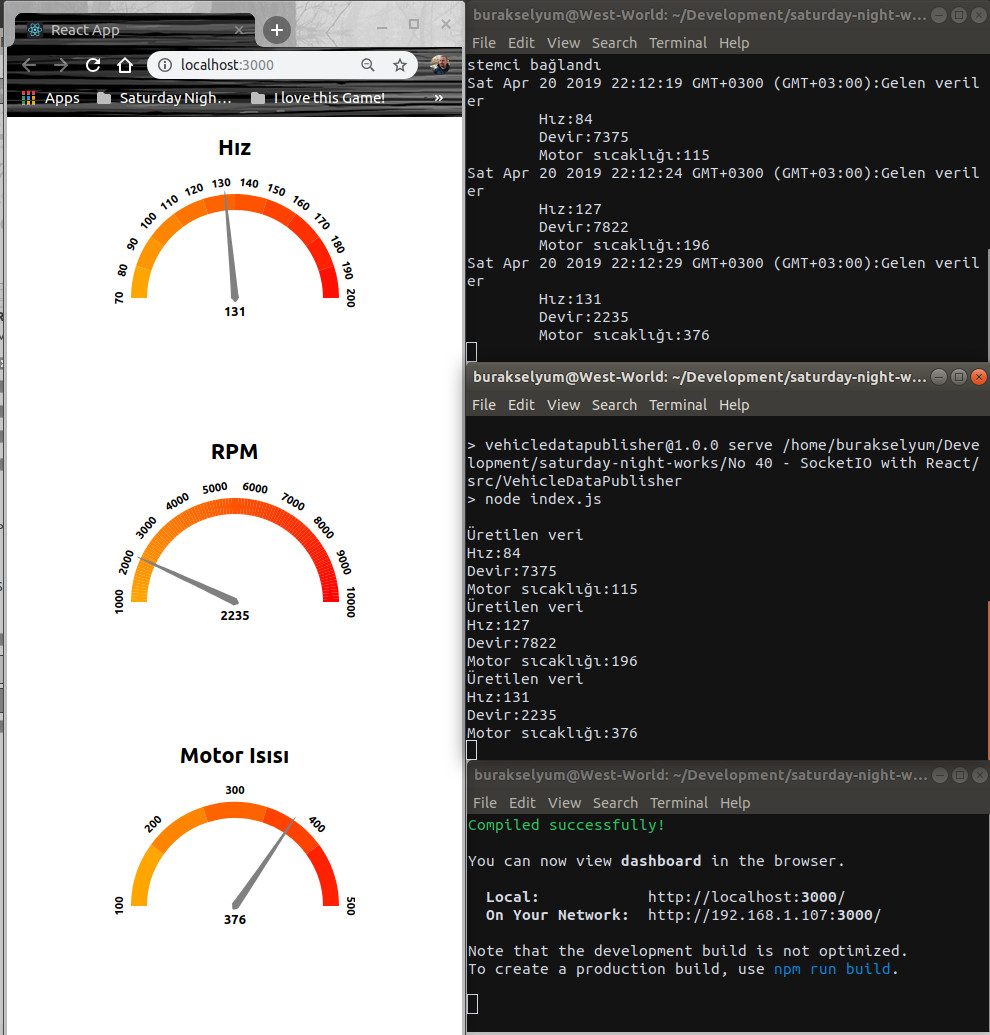 React App
localhost:3000
Apps
Saturday Nigh…
I love this Game!
»
Hız
70
80
90
100
110
120
130
140
150
160
170
180
190
200
131
RPM
1000
2000
3000
4000
5000
6000
7000
8000
9000
10000
2235
Motor Isısı
100
200
300
400
500
376
burakselyum@West-World: ~/Development/saturday-night-w...
File Edit View Search Terminal Help
stemci bağlandı
Sat Apr 20 2019 22:12:19 GMT+0300 (GMT+03:00):Gelen veril
er
Hız:84
Devir:7375
Motor sıcaklığı:115
Sat Apr 20 2019 22:12:24 GMT+0300 (GMT+03:00):Gelen veril
er
Hız:127
Devir:7822
Motor sıcaklığı:196
Sat Apr 20 2019 22:12:29 GMT+0300 (GMT+03:00):Gelen veril
er
Hız:131
Devir:2235
Motor sıcaklığı:376
burakselyum@West-World: ~/Development/saturday-night-w...
File Edit View Search Terminal Help
> vehicledatapublisher@1.0.0 serve /home/burakselyum/Deve
lopment/saturday-night-works/No 40 - SocketIO with React/
src/VehicleDataPublisher
> node index.js
Üretilen veri
Hız:84
Devir:7375
Motor sıcaklığı:115
Üretilen veri
Hız:127
Devir:7822
Motor sıcaklığı:196
Üretilen veri
Hız:131
Devir:2235
Motor sıcaklığı:376
burakselyum@West-World: ~/Development/saturday-night-w...
File Edit View Search Terminal Help
Compiled successfully!
You can now view dashboard in the browser.
Local: http://localhost:3000/
On Your Network: http://192.168.1.107:3000/
Note that the development build is not optimized.
To create a production build, use npm run build.